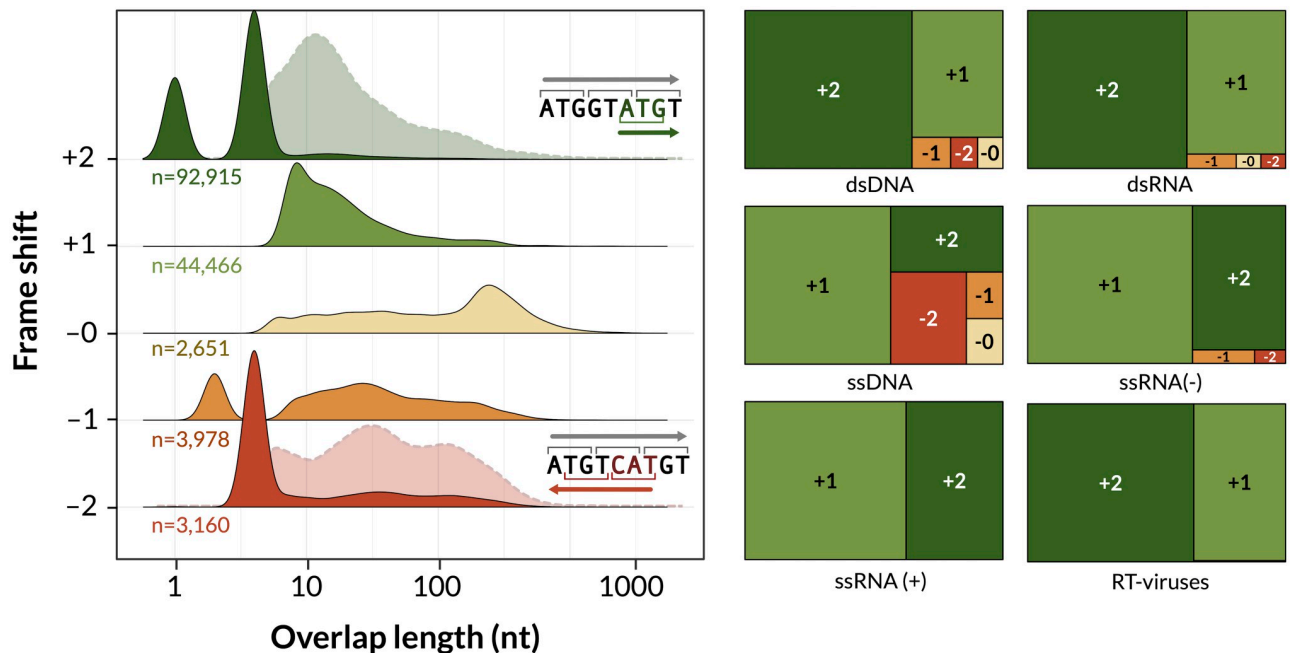 Frame shift
+2
n=92,915
+1
n=44,466
−0
n=2,651
−1
n=3,978
−2
n=3,160
ATGGTATGT
ATGTCATGT
1
10
100
1000
Overlap length (nt)
+2
+1
-1
-2
-0
dsDNA
+2
+1
-1
-0
-2
dsRNA
+1
+2
-2
-1
-0
ssDNA
+1
+2
-1
-2
ssRNA(-)
+1
+2
ssRNA (+)
+2
+1
RT-viruses